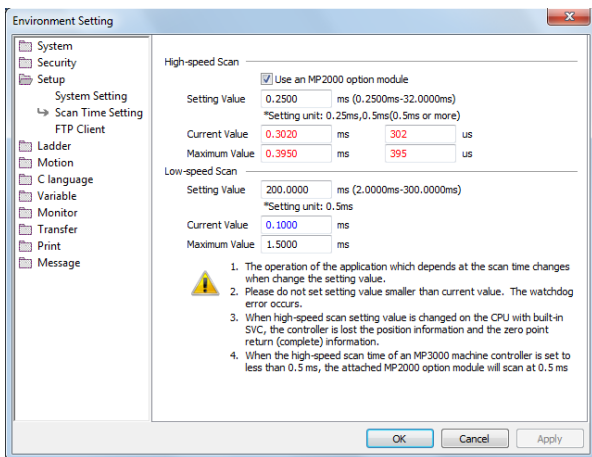 Environment Setting
System
Security
Setup
System Setting
Scan Time Setting
FTP Client
Ladder
Motion
C language
Variable
Monitor
Transfer
Print
Message
High-speed Scan
Use an MP2000 option module
Setting Value 0.2500 ms (0.2500ms-32.0000ms)
*Setting unit: 0.25ms,0.5ms(0.5ms or more)
Current Value 0.3020 ms 302 us
Maximum Value 0.3950 ms 395 us
Low-speed Scan
Setting Value 200.0000 ms (2.0000ms-300.0000ms)
*Setting unit: 0.5ms
Current Value 0.1000 ms
Maximum Value 1.5000 ms
1. The operation of the application which depends at the scan time changes
when change the setting value.
2. Please do not set setting value smaller than current value. The watchdog
error occurs.
3. When high-speed scan setting value is changed on the CPU with built-in
SVC, the controller is lost the position information and the zero point
return (complete) information.
4. When the high-speed scan time of an MP3000 machine controller is set to
less than 0.5 ms, the attached MP2000 option module will scan at 0.5 ms
OK Cancel Apply